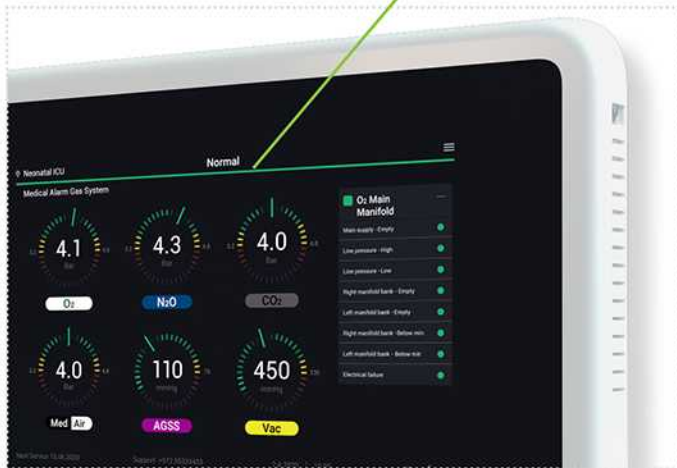 Neonatal ICU
Normal
Medical Alarm Gas System
4.1
Bar
O₂
4.3
Bar
N₂O
4.0
CO₂
4.0
Bar
Med Air
110
mmHg
AGSS
450
mmHg
Vac
O₂ Main
Manifold
Main supply - Empty
Line pressure - High
Line pressure - Low
Right manifold bank - Empty
Left manifold bank - Empty
Right manifold bank - Below min
Left manifold bank - Below min
Electrical failure